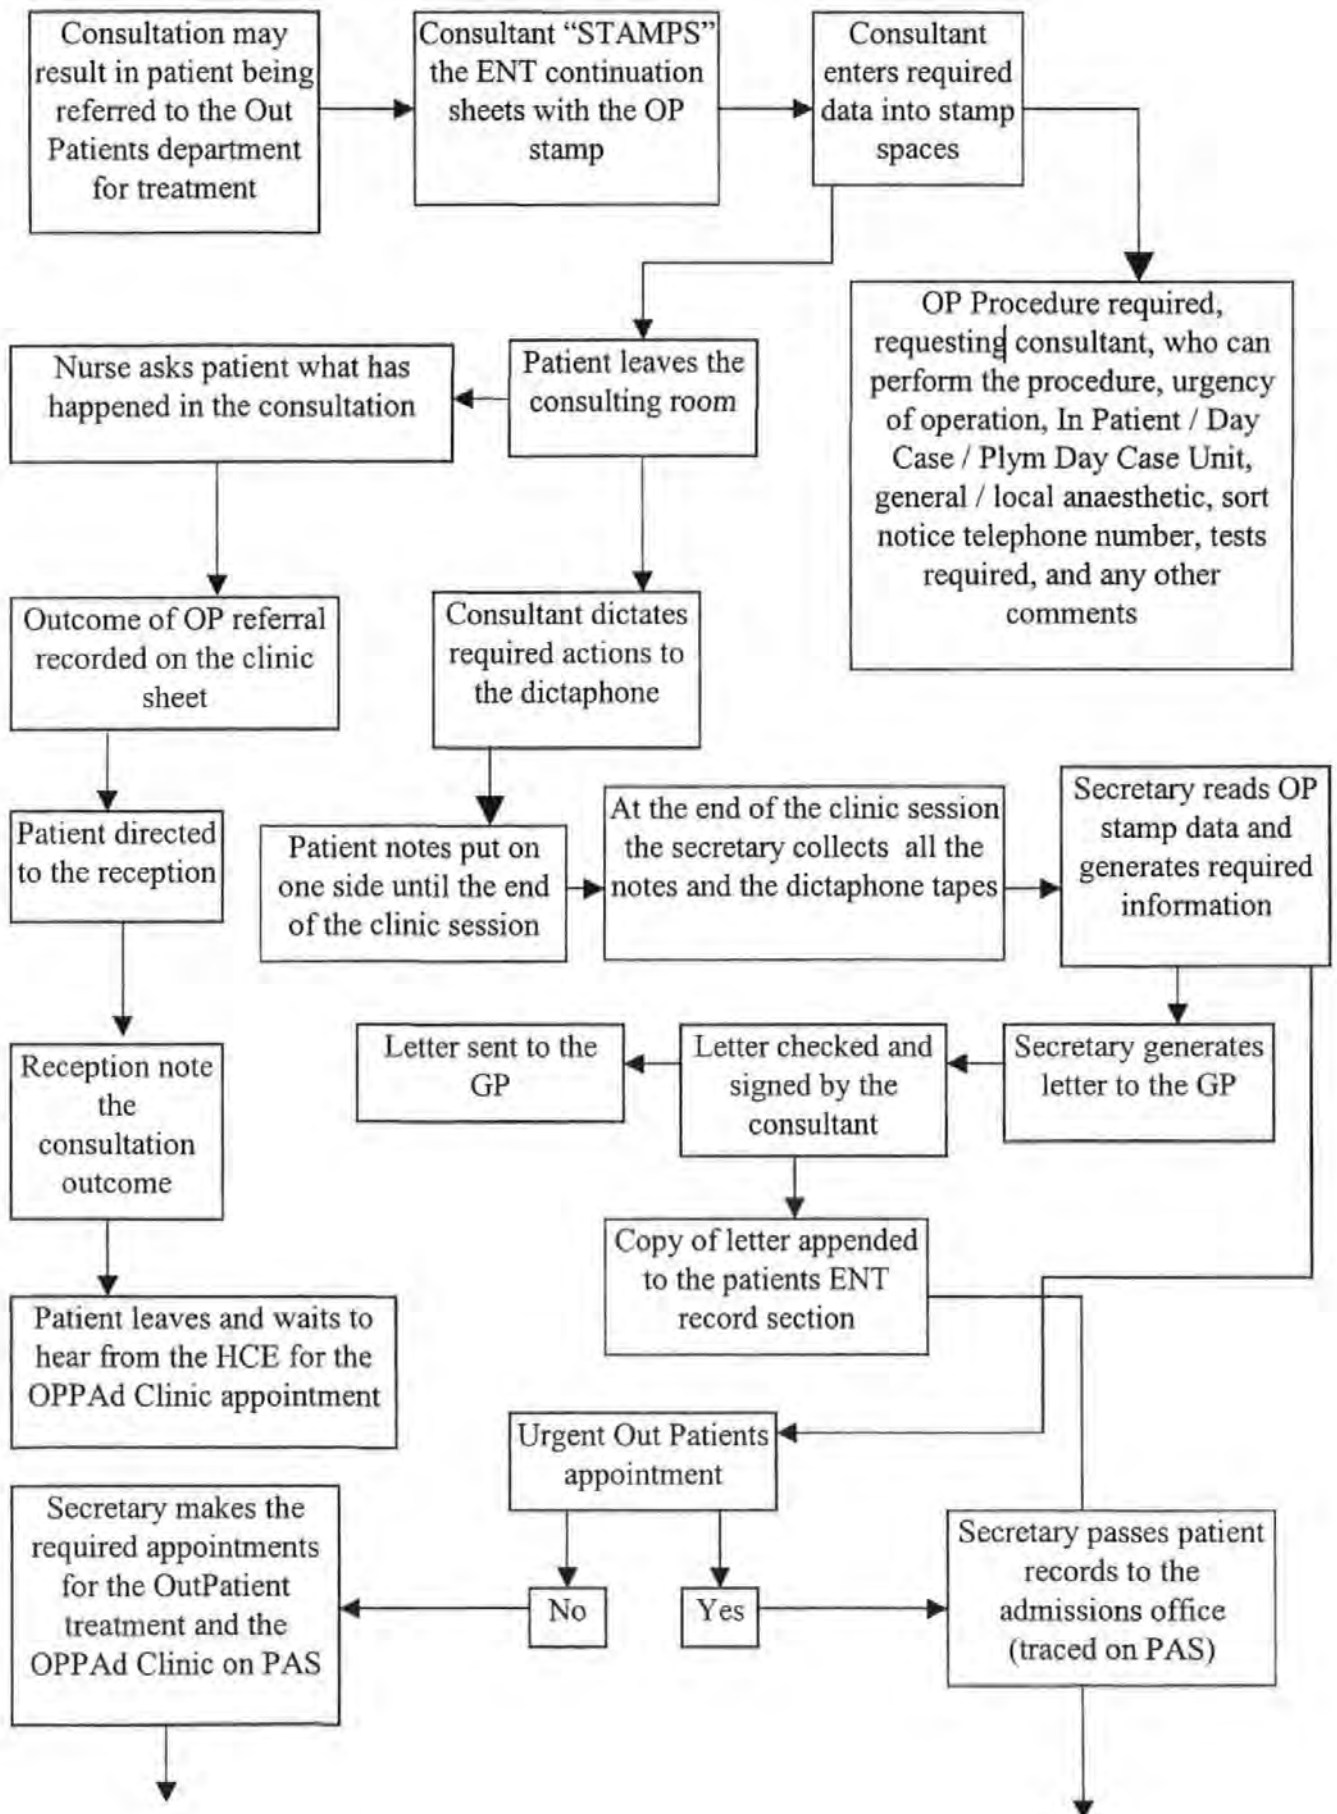 Consultation may
result in patient being
referred to the Out
Patients department
for treatment
Consultant “STAMPS”
the ENT continuation
sheets with the OP
stamp
Consultant
enters required
data into stamp
spaces
OP Procedure required,
requesting consultant, who can
perform the procedure, urgency
of operation, In Patient / Day
Case / Plym Day Case Unit,
general / local anaesthetic, sort
notice telephone number, tests
required, and any other
comments
Patient leaves the
consulting room
Nurse asks patient what has
happened in the consultation
Outcome of OP referral
recorded on the clinic
sheet
Consultant dictates
required actions to
the dictaphone
Patient directed
to the reception
Patient notes put on
one side until the end
of the clinic session
At the end of the clinic session
the secretary collects all the
notes and the dictaphone tapes
Secretary reads OP
stamp data and
generates required
information
Reception note
the
consultation
outcome
Letter sent to the
GP
Letter checked and
signed by the
consultant
Secretary generates
letter to the GP
Copy of letter appended
to the patients ENT
record section
Patient leaves and waits to
hear from the HCE for the
OPPAd Clinic appointment
Urgent Out Patients
appointment
Secretary makes the
required appointments
for the OutPatient
treatment and the
OPPAd Clinic on PAS
No
Yes
Secretary passes patient
records to the
admissions office
(traced on PAS)